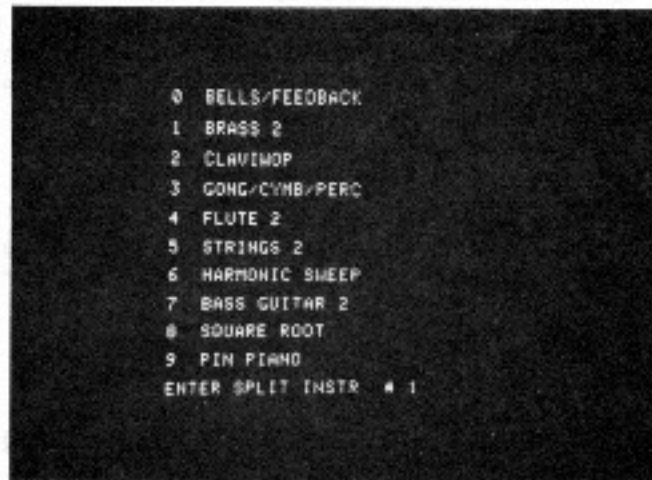 0 BELLS/FEEDBACK
1 BRASS 2
2 CLAVIWOP
3 GONG/CYMB/PERC
4 FLUTE 2
5 STRINGS 2
6 HARMONIC SWEEP
7 BASS GUITAR 2
8 SQUARE ROOT
9 PIN PIANO
ENTER SPLIT INSTR # 1